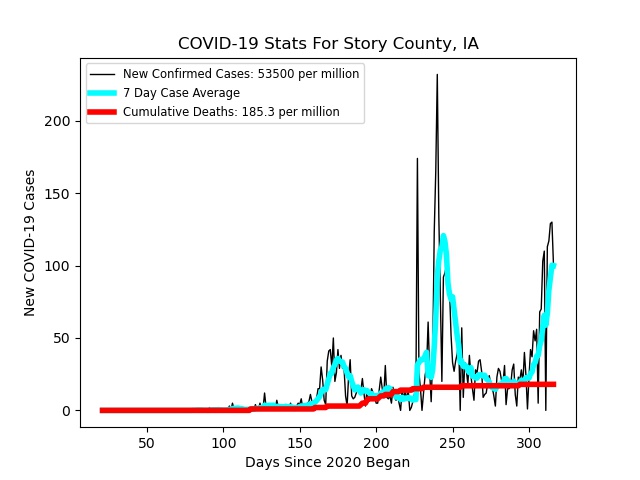 COVID-19 Stats For Story County, IA
New Confirmed Cases: 53500 per million
7 Day Case Average
Cumulative Deaths: 185.3 per million
New COVID-19 Cases
200
150
100
50
0
50 100 150 200 250 300
Days Since 2020 Began